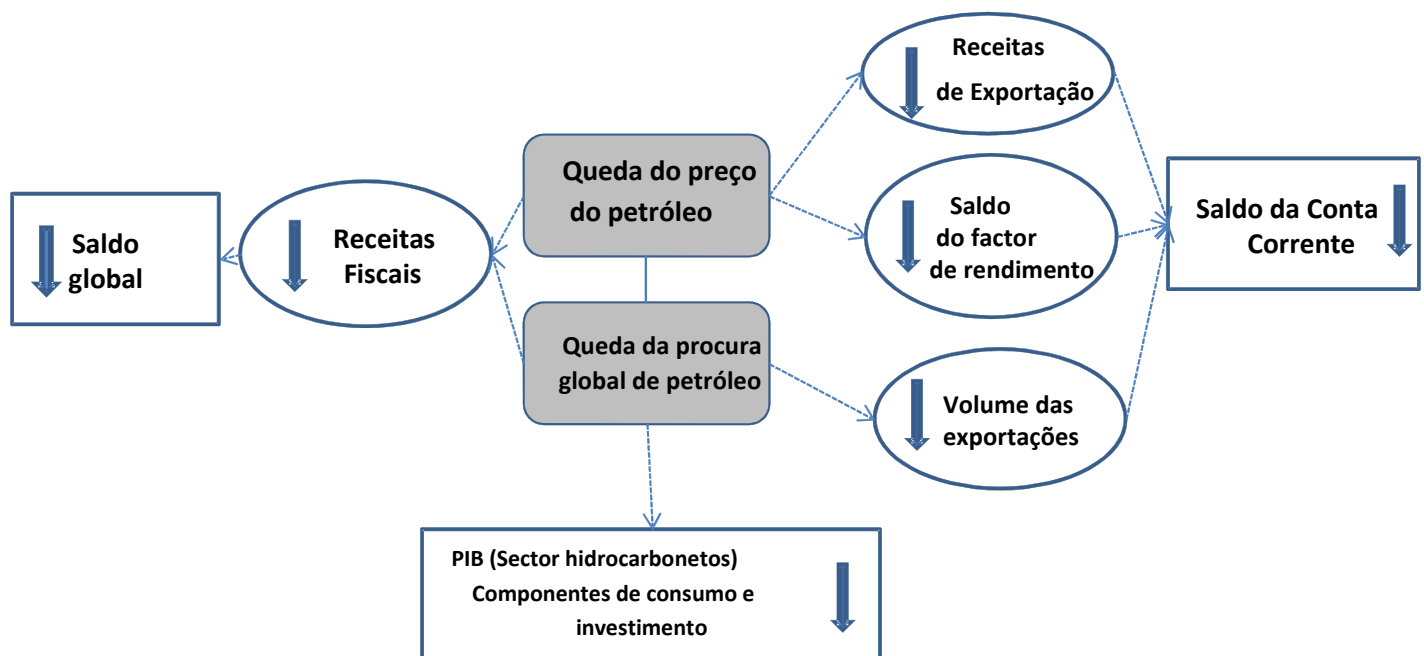 Receitas
de Exportação
Queda do preço
do petróleo
Saldo
global
Receitas
Fiscais
Saldo
do factor
de rendimento
Saldo da Conta
Corrente
Queda da procura
global de petróleo
Volume das
exportações
PIB (Sector hidrocarbonetos)
Componentes de consumo e
investimento